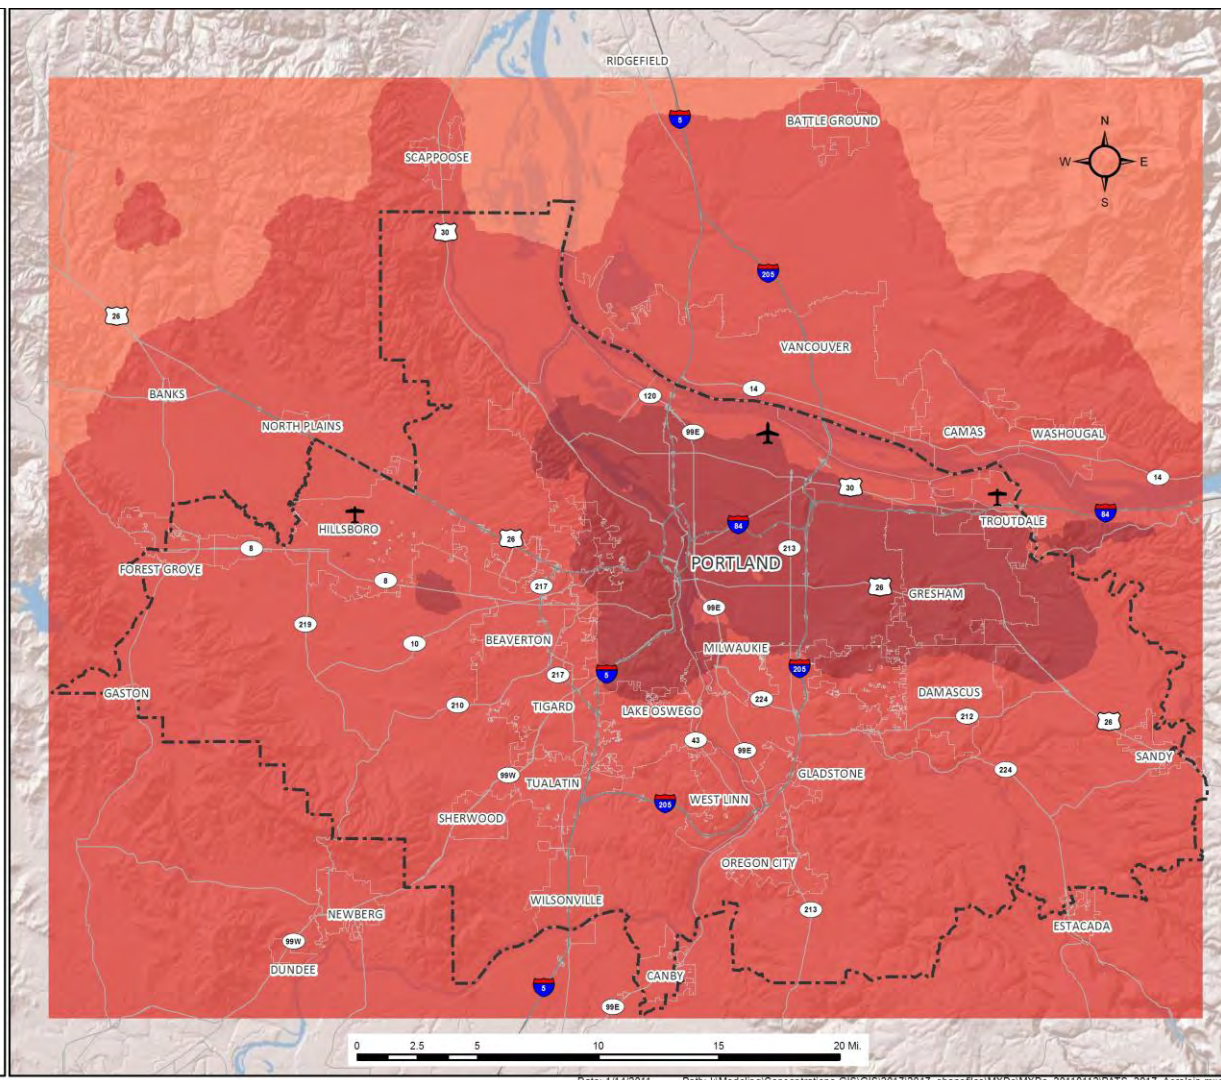 RIDGEFIELD
5
BATTLE GROUND
N
W E
S
SCAPPOOSE
30
205
26
VANCOUVER
BANKS
14
120
NORTH PLAINS
99E
CAMAS
WASHOUGAL
14
30
HILLSBORO
84
TROUTDALE
84
26
8
213
FOREST GROVE
PORTLAND
8
217
26
GRESHAM
99E
219
10
BEAVERTON
MILWAUKIE
5
205
217
GASTON
DAMASCUS
224
210
TIGARD
LAKE OSWEGO
212
26
43
99E
SANDY
224
99W
TUALATIN
GLADSTONE
205
WEST LINN
SHERWOOD
OREGON CITY
WILSONVILLE
213
NEWBERG
ESTACADA
99W
DUNDEE
CANBY
5
99E
0 2.5 5 10 15 20 Mi.